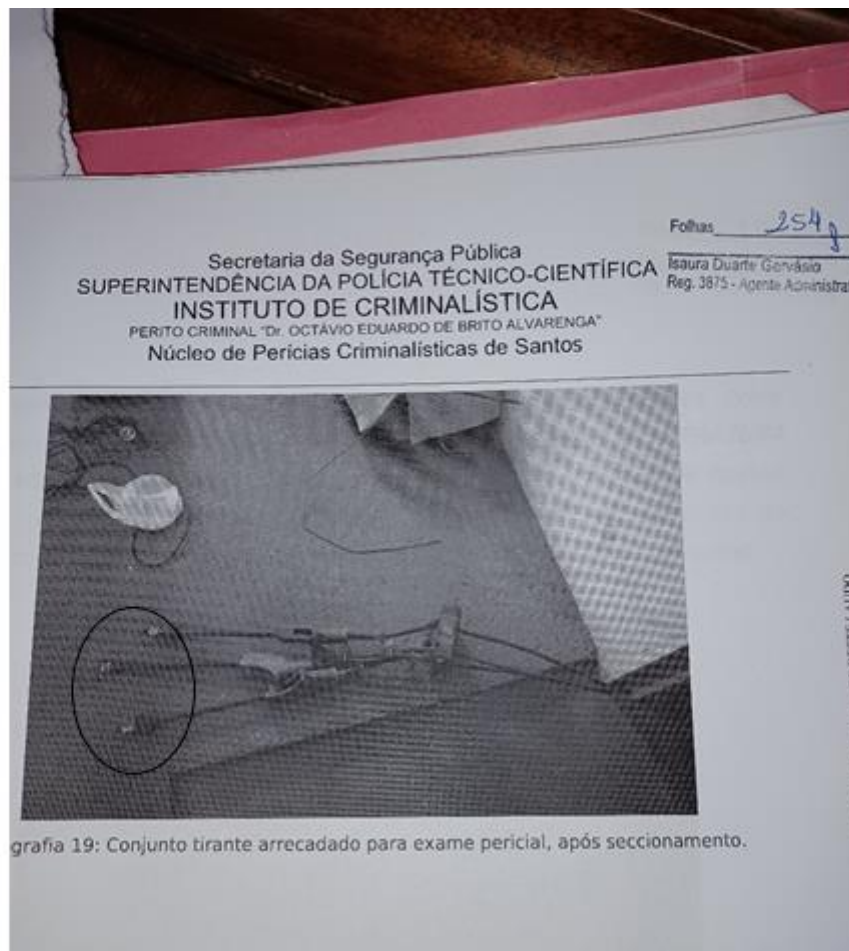 Folhas 254
Isaura Duarte Gervásio
Reg. 3875 - Agente
Secretaria da Segurança Pública
SUPERINTENDÊNCIA DA POLÍCIA TÉCNICO-CIENTÍFICA
INSTITUTO DE CRIMINALÍSTICA
PERITO CRIMINAL "Dr. OCTÁVIO EDUARDO DE BRITO ALVARENGA"
Núcleo de Perícias Criminalísticas de Santos
grafia 19: Conjunto tirante arrecadado para exame pericial, após seccionamento.